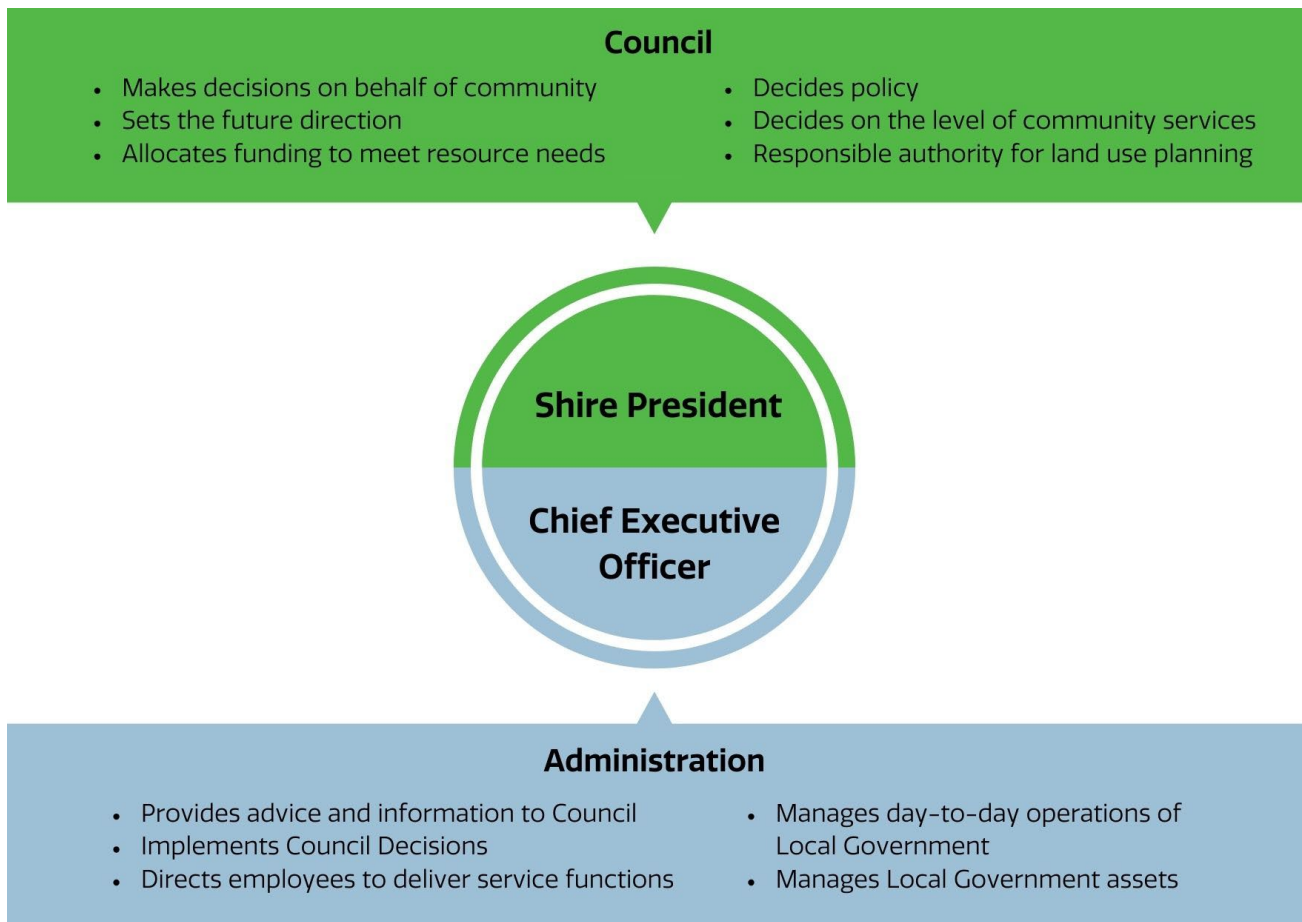 Council
• Makes decisions on behalf of community
• Sets the future direction
• Allocates funding to meet resource needs
• Decides policy
• Decides on the level of community services
• Responsible authority for land use planning
Shire President
Chief Executive
Officer
Administration
• Provides advice and information to Council
• Implements Council Decisions
• Directs employees to deliver service functions
• Manages day-to-day operations of
Local Government
• Manages Local Government assets